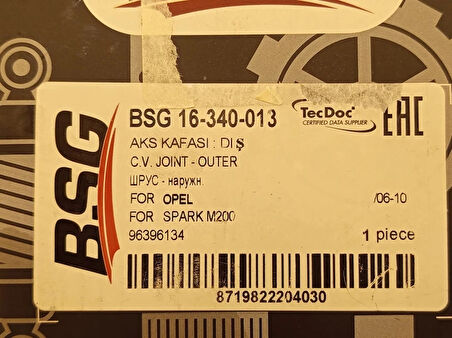 BSG
BSG 16-340-013
TecDoc
CERTIFIED DATA SUPPLIER
EAC
AKS KAFASI : DIŞ
C.V. JOINT - OUTER
ШРУС - наружн.
FOR OPEL /06-10
FOR SPARK M200
96396134 1 piece
8719822204030